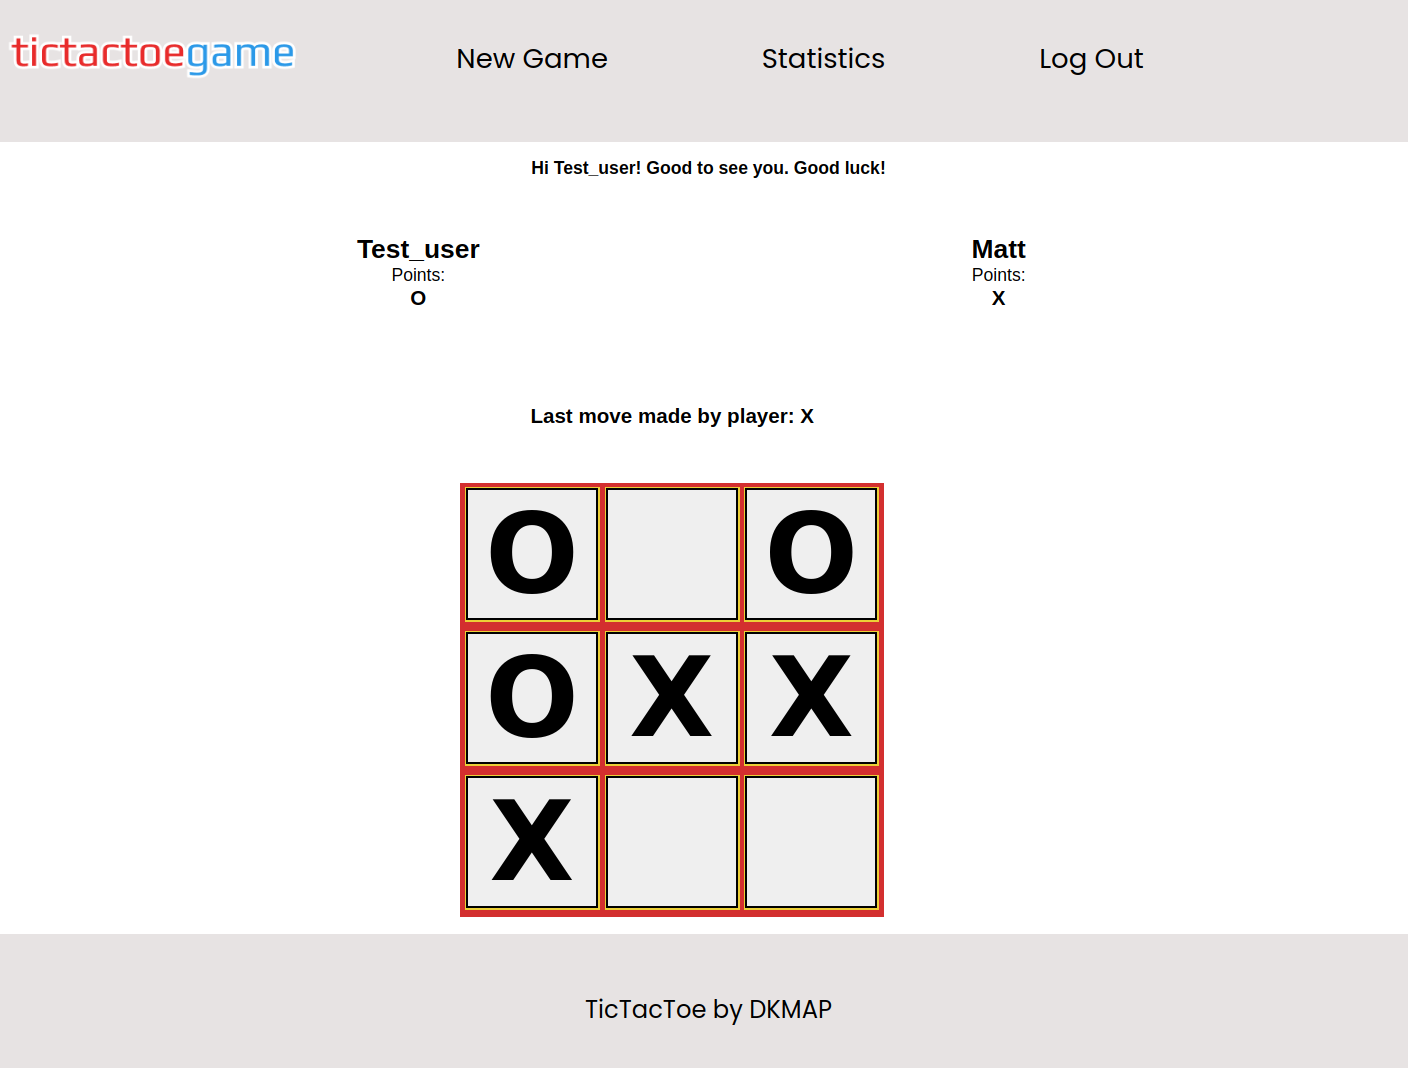 tictactoegame New Game Statistics Log Out
Hi Test_user! Good to see you. Good luck!
Test_user Matt
Points: Points:
O X
Last move made by player: X
O O
O X X
X
TicTacToe by DKMAP